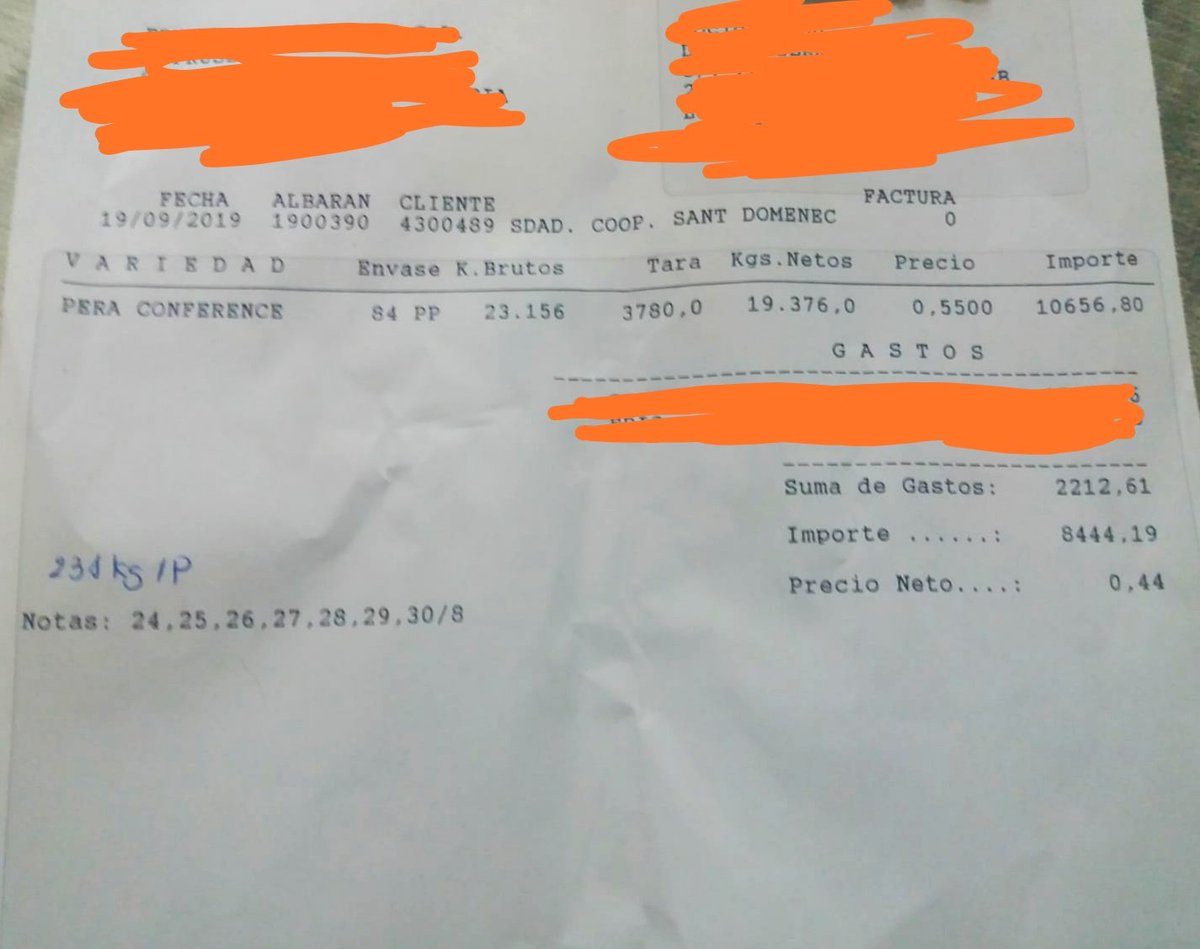 FECHA ALBARAN CLIENTE FACTURA
19/09/2019 1900390 4300489 SDAD. COOP. SANT DOMENEC 0
V A R I E D A D Envase K.Brutos Tara Kgs.Netos Precio Importe
PERA CONFERENCE 84 PP 23.156 3780,0 19.376,0 0,5500 10656,80
G A S T O S
Suma de Gastos: 2212,61
Importe ......: 8444,19
Precio Neto....: 0,44
231 kg /P
Notas: 24,25,26,27,28,29,30/8